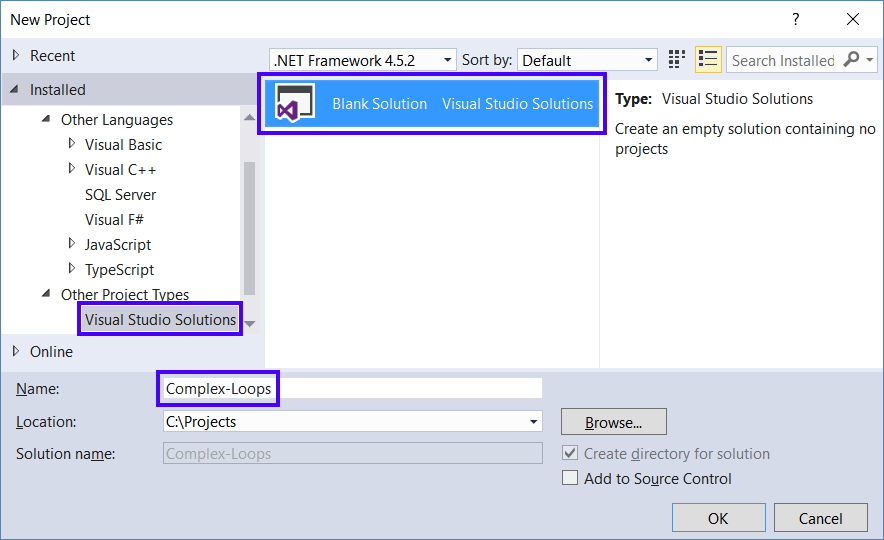 New Project
?
Recent
.NET Framework 4.5.2
Sort by:
Default
Search Installed
Installed
Other Languages
Visual Basic
Visual C++
SQL Server
Visual F#
JavaScript
TypeScript
Other Project Types
Visual Studio Solutions
Online
Blank Solution Visual Studio Solutions
Type: Visual Studio Solutions
Create an empty solution containing no
projects
Name: Complex-Loops
Location: C:\Projects
Browse...
Solution name: Complex-Loops
Create directory for solution
Add to Source Control
OK
Cancel